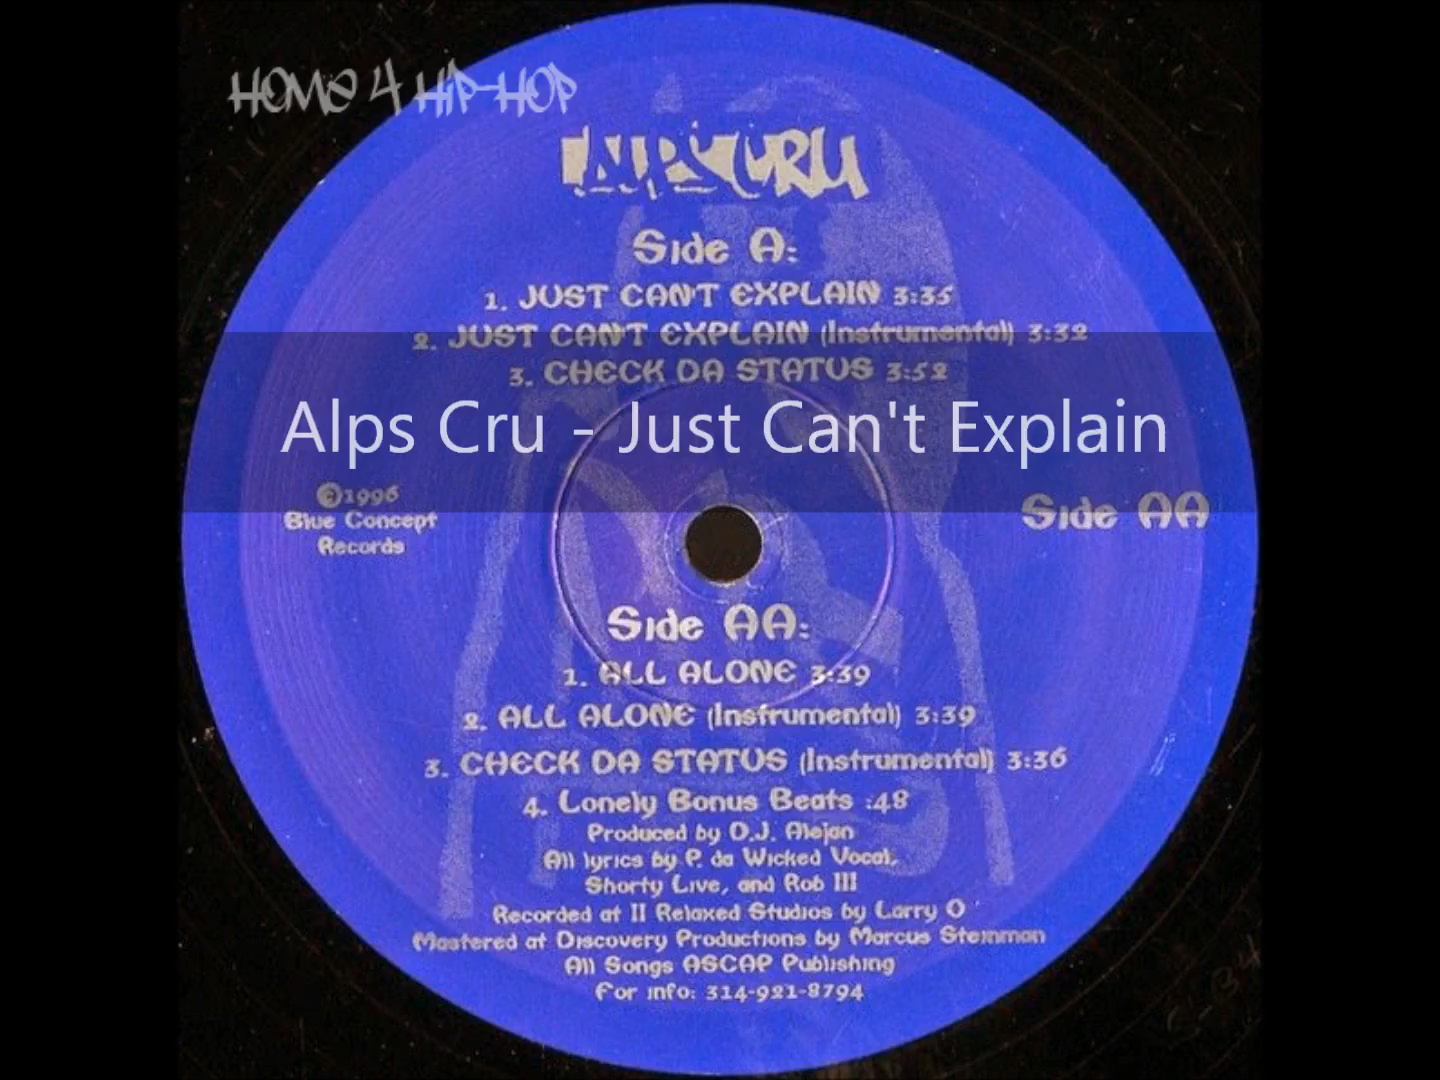 HOME 4 HIP-HOP
ALPS CRU
Side A:
1. JUST CAN'T EXPLAIN 3:35
2. JUST CAN'T EXPLAIN (Instrumental) 3:32
3. CHECK DA STATUS 3:52
Alps Cru - Just Can't Explain
©1996
Blue Concept
Records
Side AA
Side AA:
1. ALL ALONE 3:39
2. ALL ALONE (Instrumental) 3:39
3. CHECK DA STATUS (Instrumental) 3:36
4. Lonely Bonus Beats :48
Produced by D.J. Alejan
All lyrics by P. da Wicked Vocal,
Shorty Live, and Rob III
Recorded at II Relaxed Studios by Larry O
Mastered at Discovery Productions by Marcus Steinman
All Songs ASCAP Publishing
For info: 314-921-8794